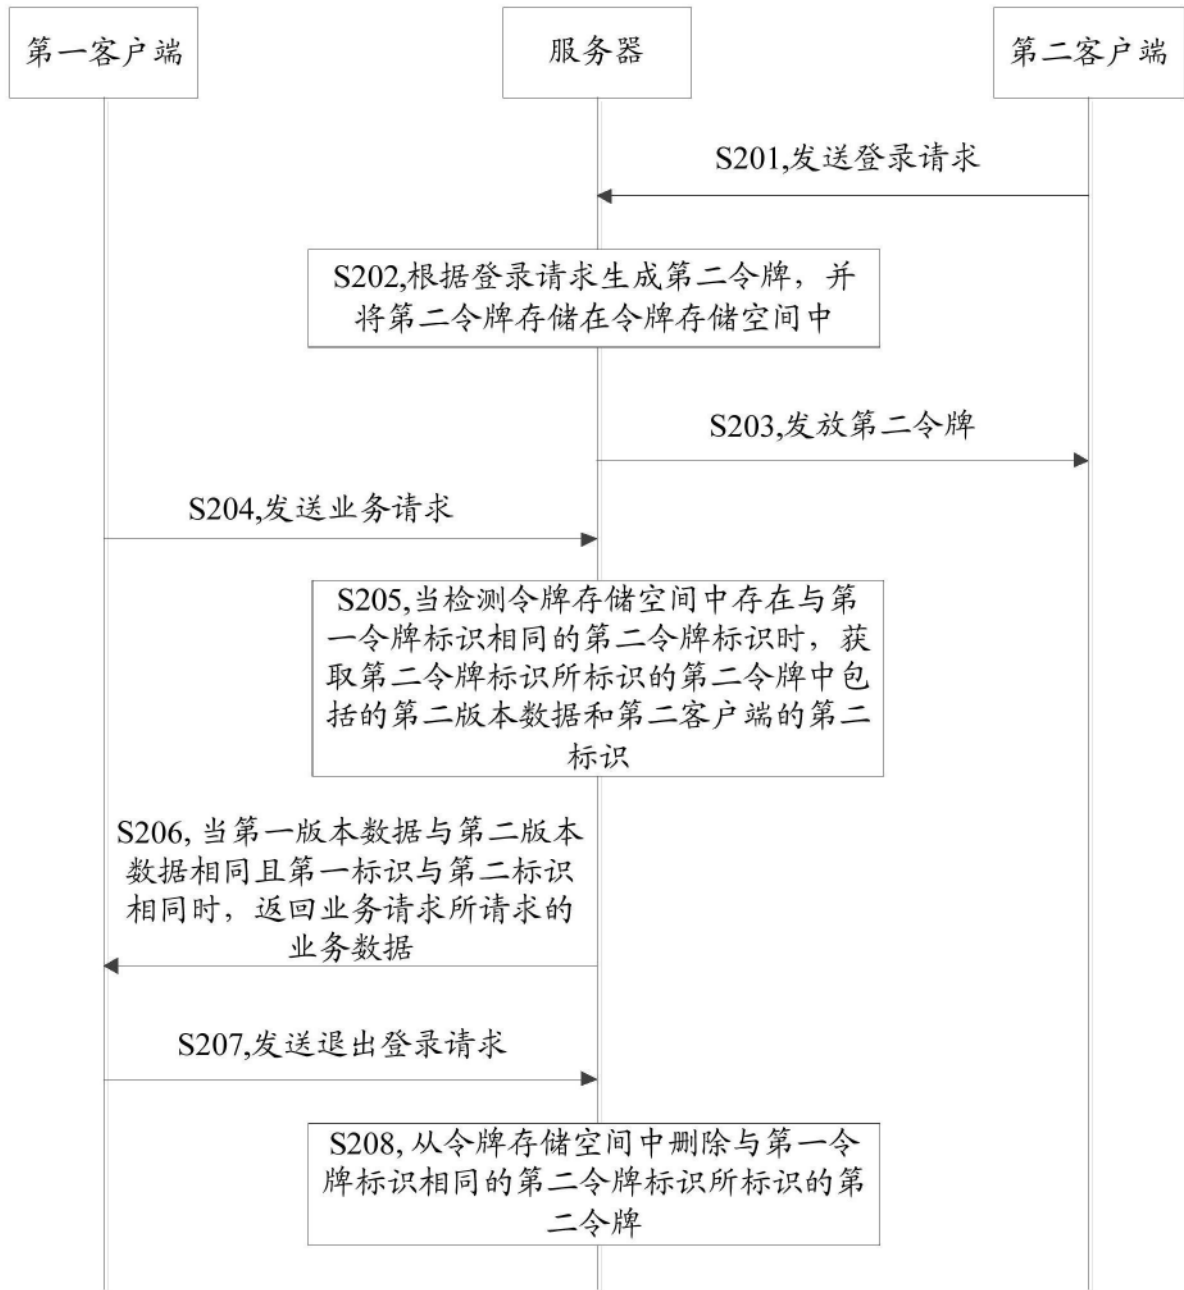 第一客户端
服务器
第二客户端
S201,发送登录请求
S202,根据登录请求生成第二令牌，并
将第二令牌存储在令牌存储空间中
S203,发放第二令牌
S204,发送业务请求
S205,当检测令牌存储空间中存在与第
一令牌标识相同的第二令牌标识时，获
取第二令牌标识所标识的第二令牌中包
括的第二版本数据和第二客户端的第二
标识
S206, 当第一版本数据与第二版本
数据相同且第一标识与第二标识
相同时，返回业务请求所请求的
业务数据
S207,发送退出登录请求
S208, 从令牌存储空间中删除与第一令
牌标识相同的第二令牌标识所标识的第
二令牌